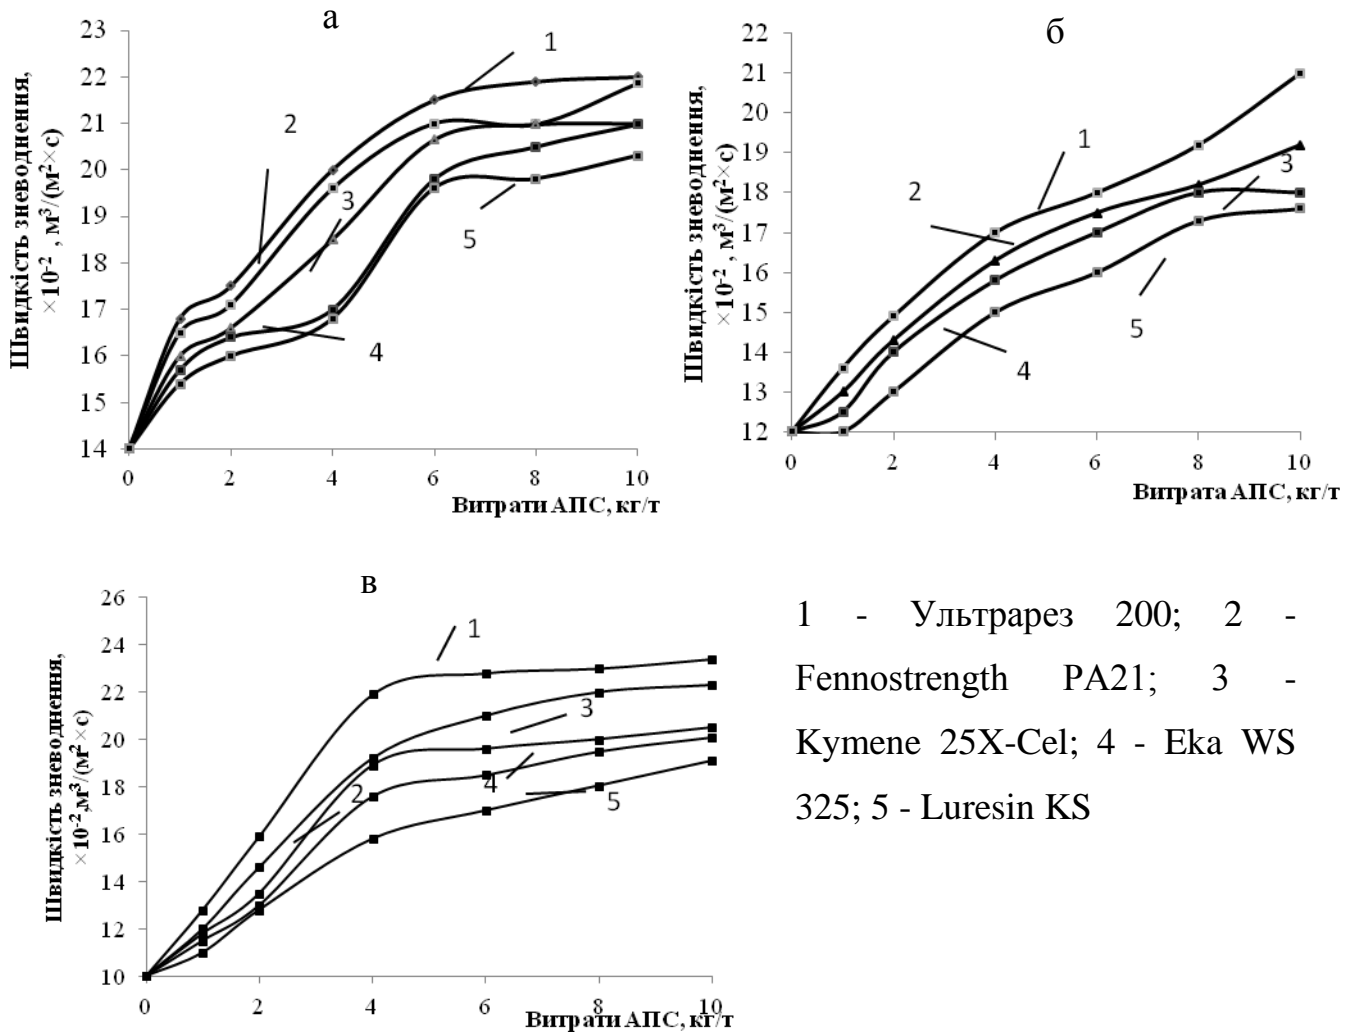 а
Швидкість зневоднення,
×10⁻² , м³/(м²×с)
23
22
21
20
19
18
17
16
15
14
0 2 4 6 8 10
Витрати АПС, кг/т
1
2
3
4
5
б
Швидкість зневоднення,
×10⁻² , м³/(м²×с)
22
21
20
19
18
17
16
15
14
13
12
0 2 4 6 8 10
Витрата АПС, кг/т
1
2
3
4
5
в
Швидкість зневоднення,
×10⁻²,м³/(м²×с)
26
24
22
20
18
16
14
12
10
0 2 4 6 8 10
Витрати АПС, кг/т
1
3
2
4
5
1 - Ультрарез 200; 2 -
Fennostrength PA21; 3 -
Kymene 25X-Cel; 4 - Eka WS
325; 5 - Luresin KS